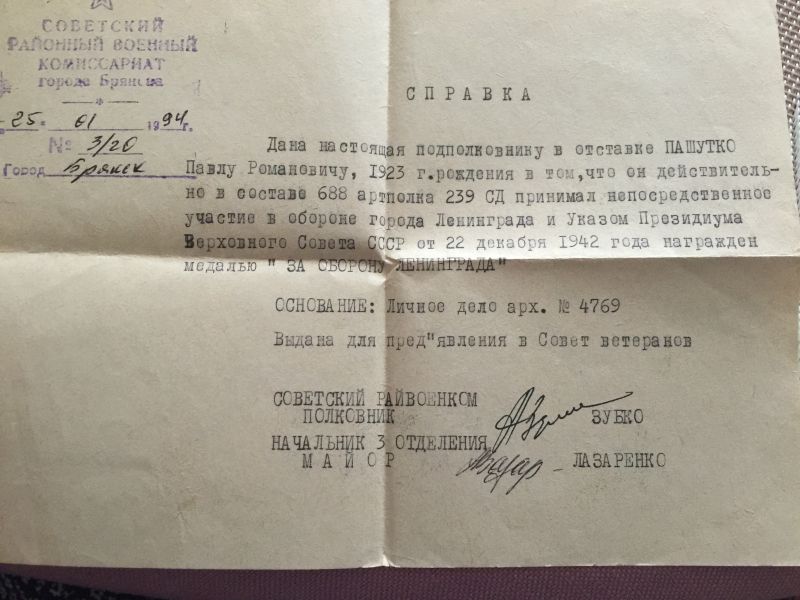 СОВЕТСКИЙ
РАЙОННЫЙ ВОЕННЫЙ
КОМИССАРИАТ
города Брянска
"25" 01 1994г.
№ 3/20
Город Брянск
СПРАВКА
Дана настоящая подполковнику в отставке ПАШУТКО
Павлу Романовичу, 1923 г.рождения в том,что он действитель-
но в составе 688 артполка 239 СД принимал непосредственное
участие в обороне города Ленинграда и Указом Президиума
Верховного Совета СССР от 22 декабря 1942 года награжден
медалью " ЗА ОБОРОНУ ЛЕНИНГРАДА"
ОСНОВАНИЕ: Личное дело арх. № 4769
Выдана для пред"явления в Совет ветеранов
СОВЕТСКИЙ РАЙВОЕНКОМ
ПОЛКОВНИК ЗУБКО
НАЧАЛЬНИК 3 ОТДЕЛЕНИЯ
МАЙОР ЛАЗАРЕНКО